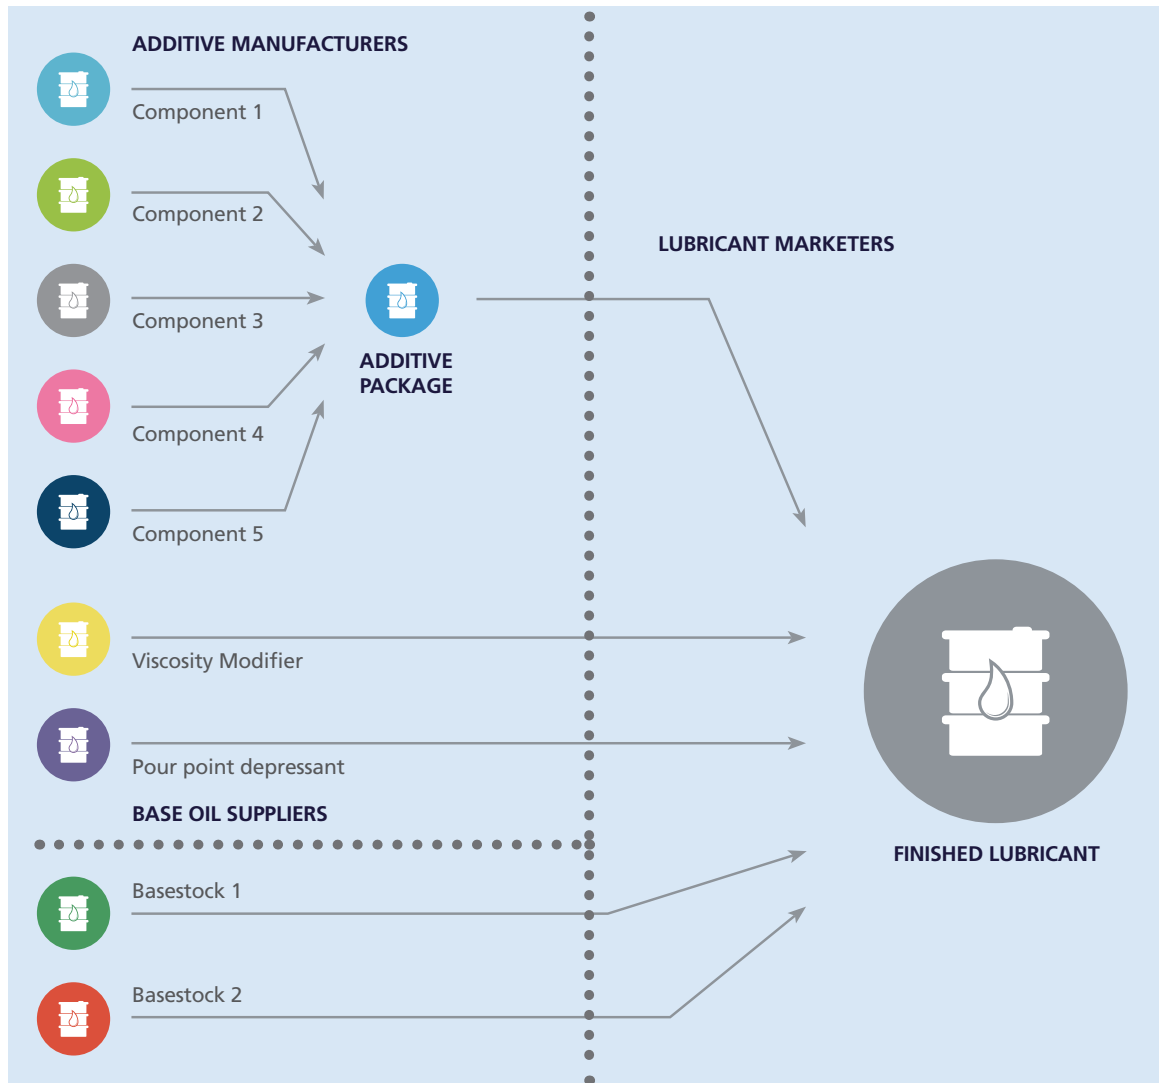 ADDITIVE MANUFACTURERS
Component 1
Component 2
LUBRICANT MARKETERS
Component 3
ADDITIVE
PACKAGE
Component 4
Component 5
Viscosity Modifier
Pour point depressant
BASE OIL SUPPLIERS
FINISHED LUBRICANT
Basestock 1
Basestock 2